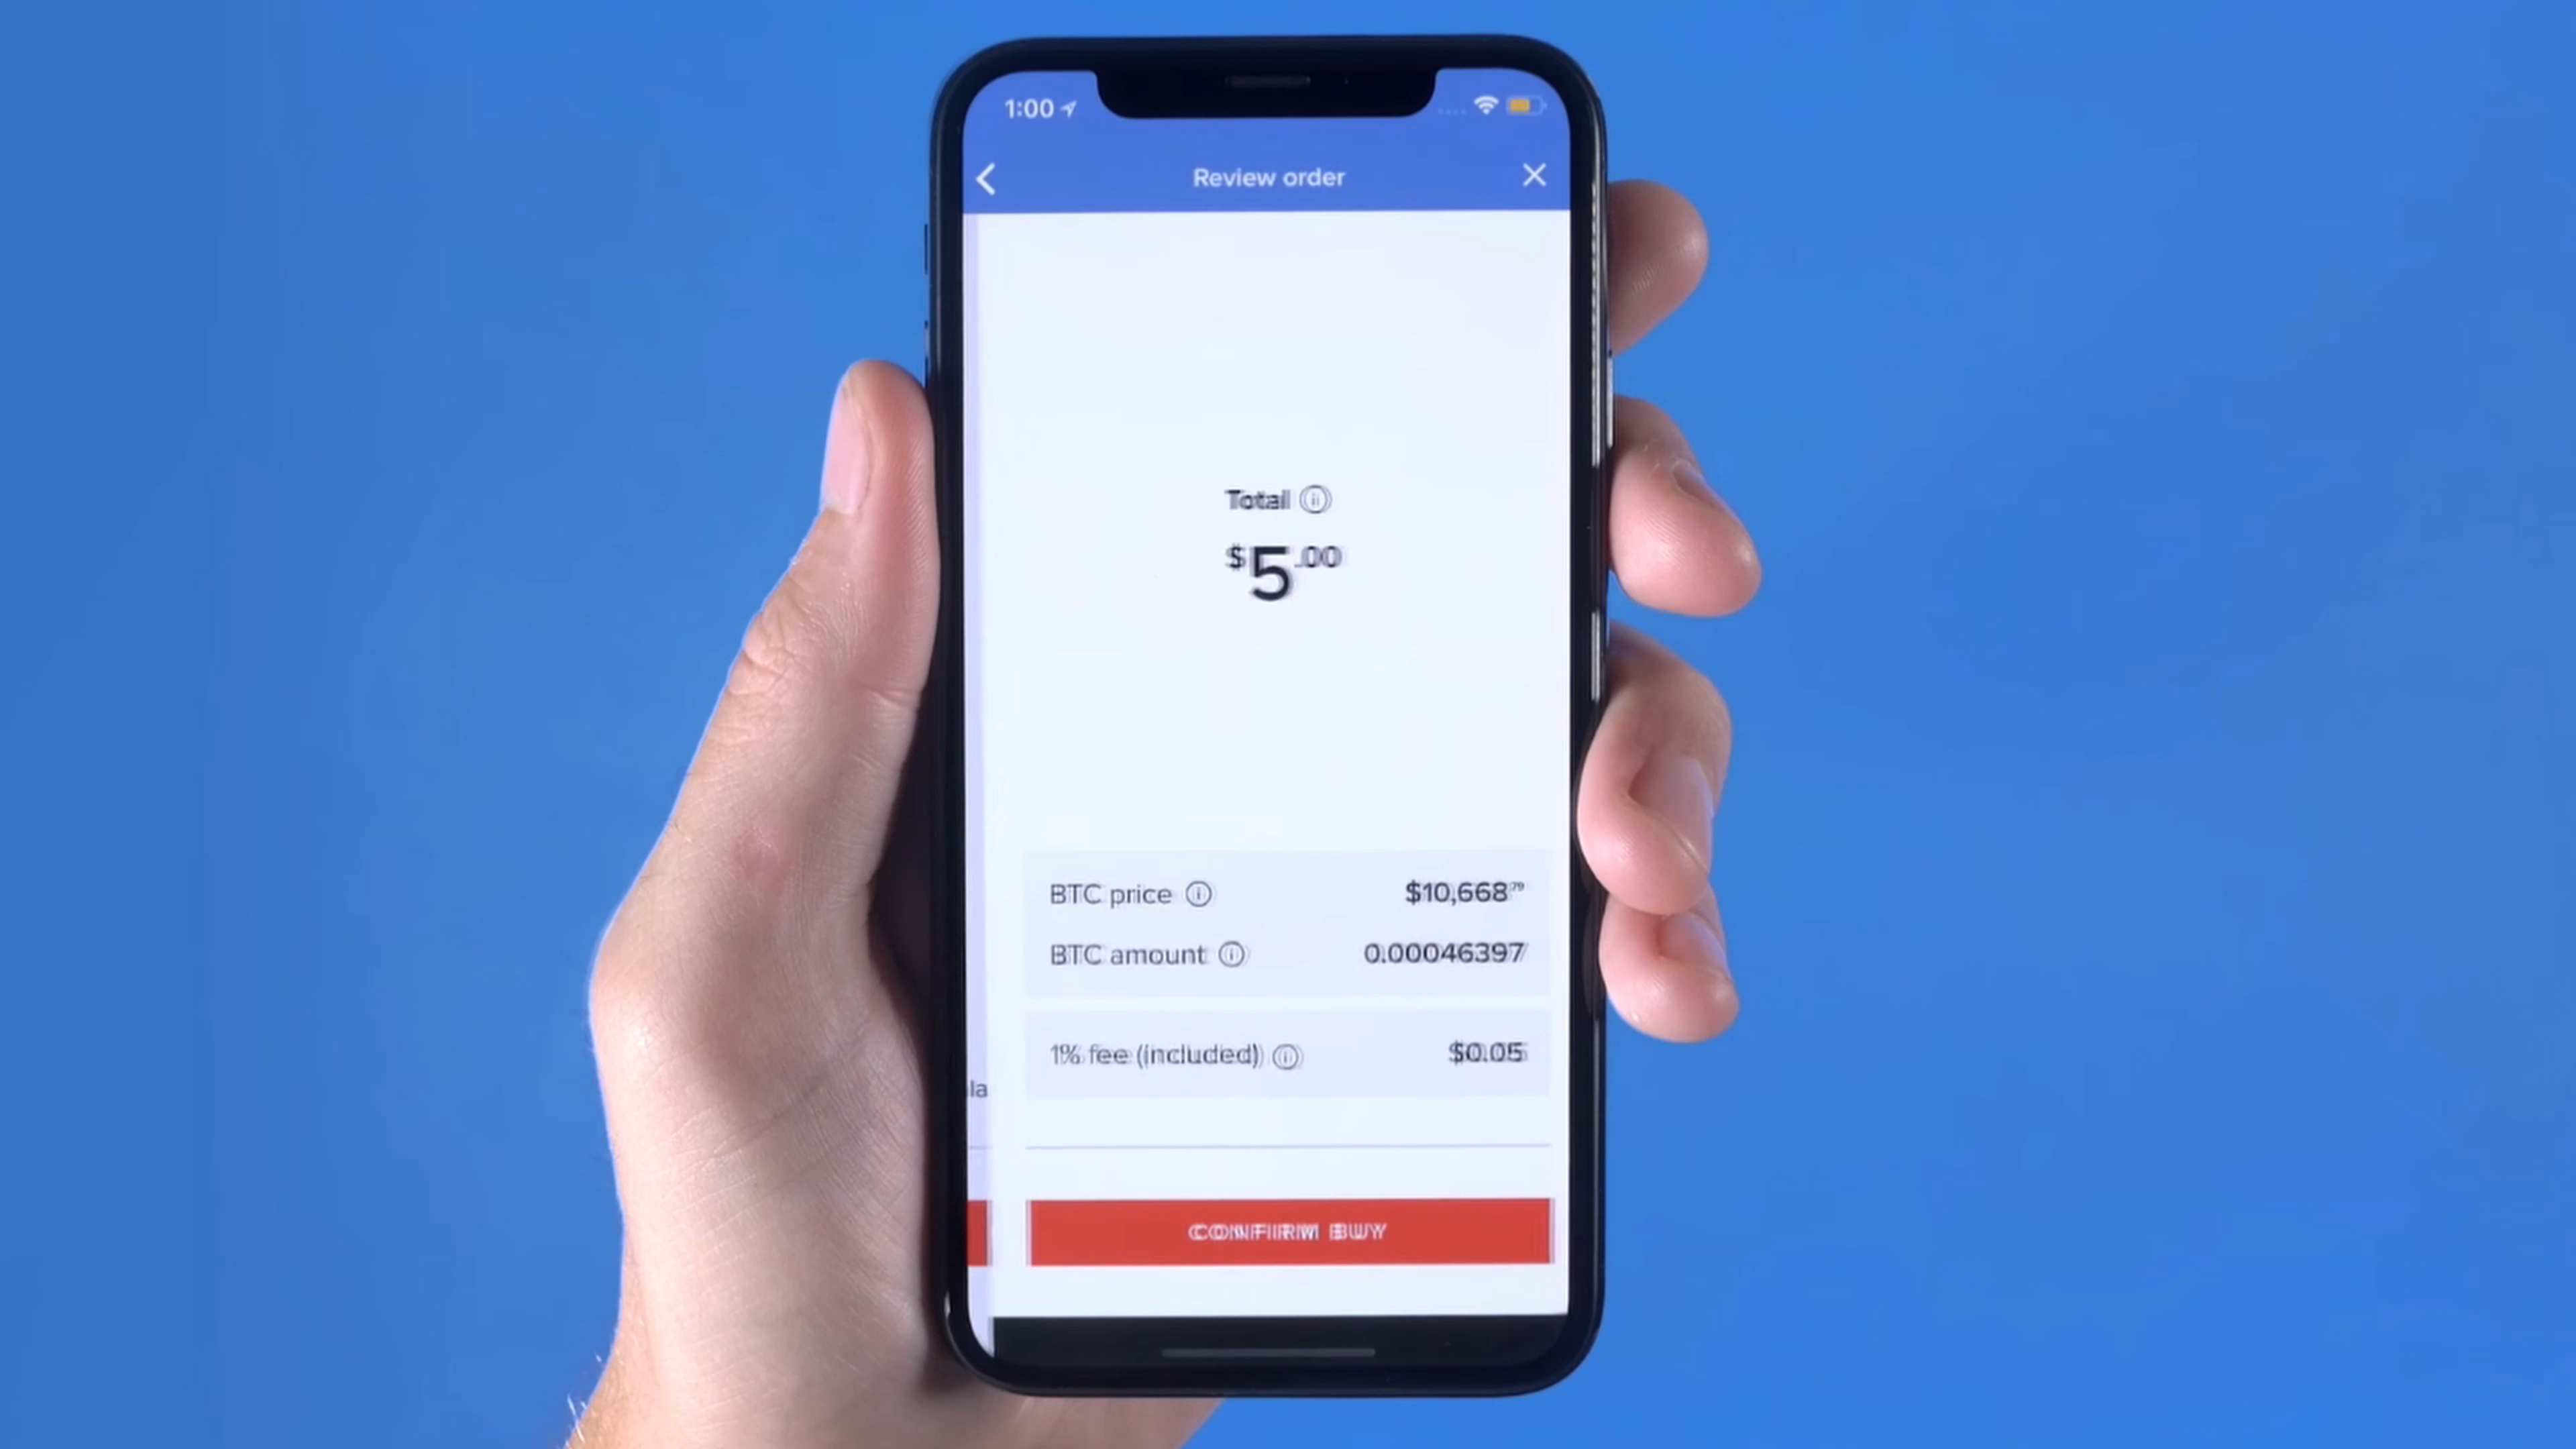 1:00
Review order
Total
$5.00
BTC price $10,668.79
BTC amount 0.00046397
1% fee (included) $0.05
la
CONFIRM BUY